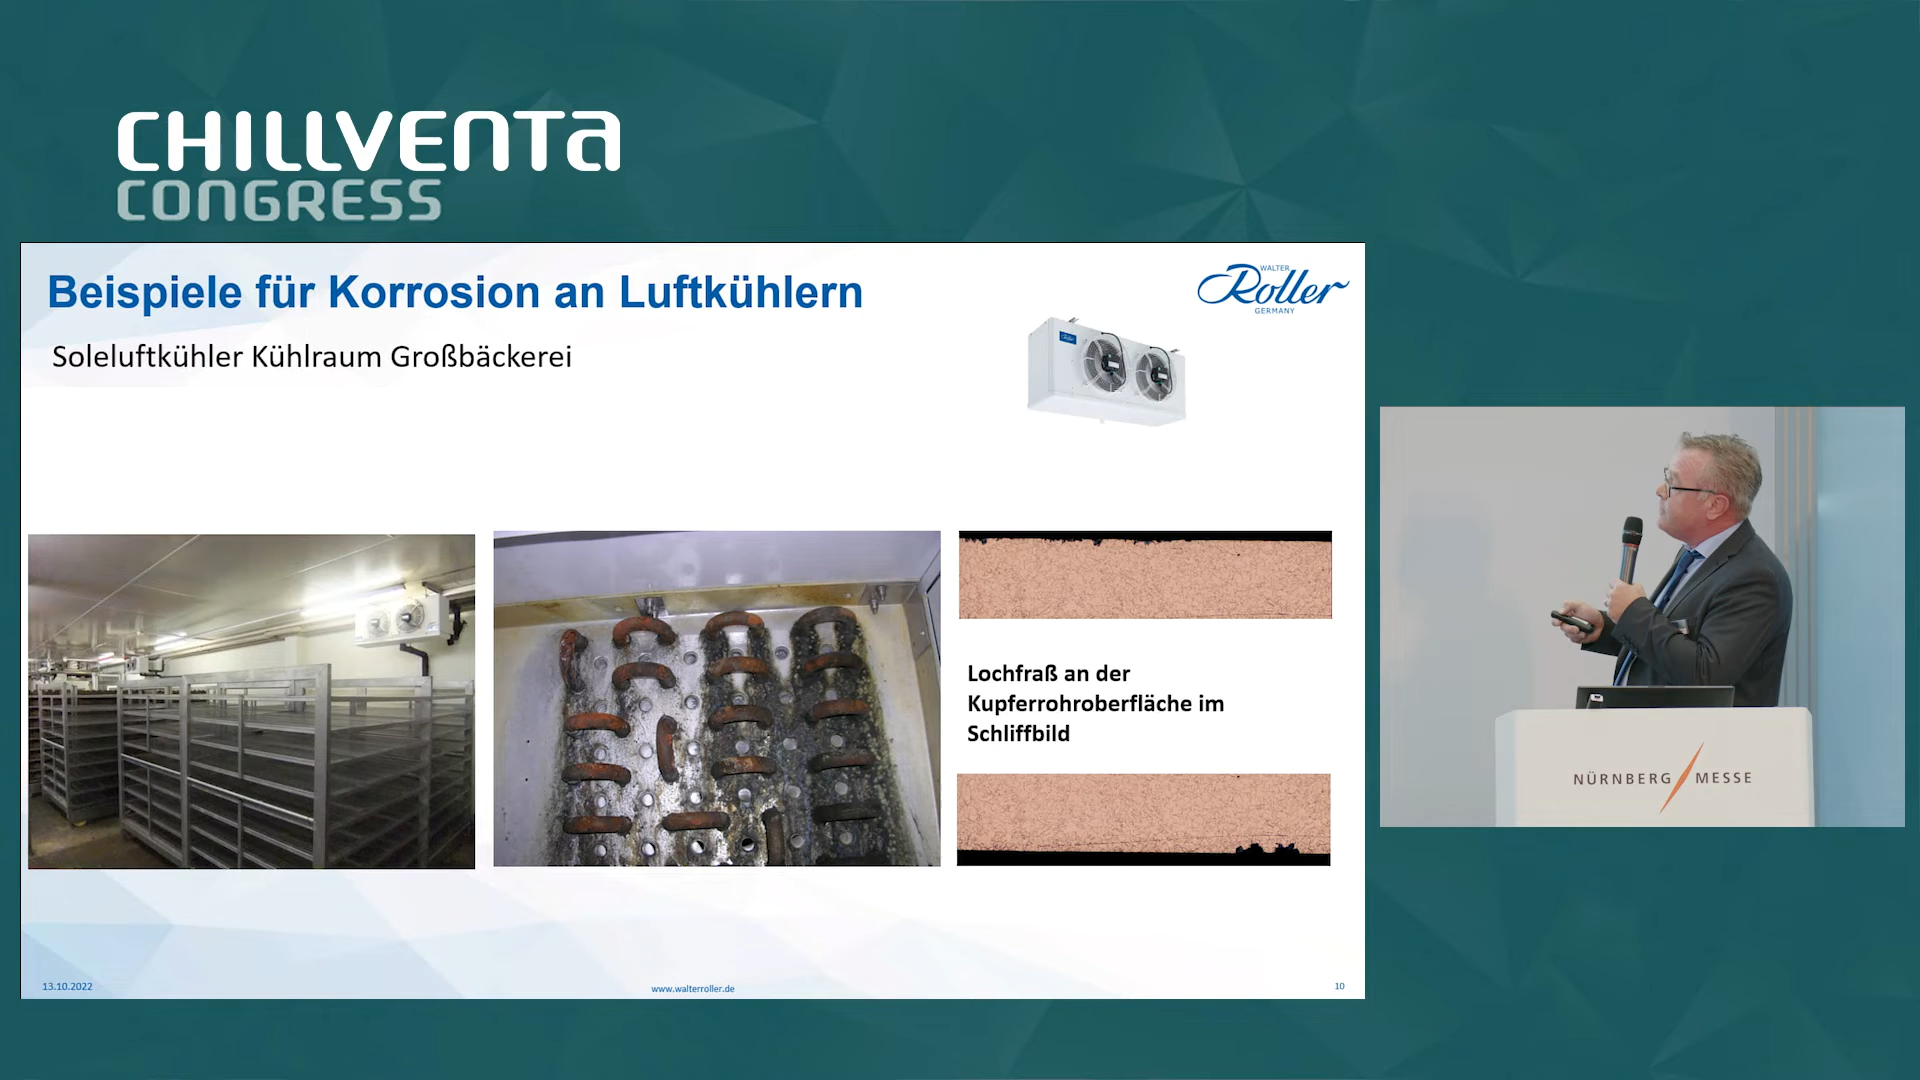 CHILLVENTA
CONGRESS
Beispiele für Korrosion an Luftkühlern
WALTER
Roller
GERMANY
Soleluftkühler Kühlraum Großbäckerei
Lochfraß an der
Kupferrohroberfläche im
Schliffbild
NÜRNBERG MESSE
13.10.2022
www.walterroller.de
10